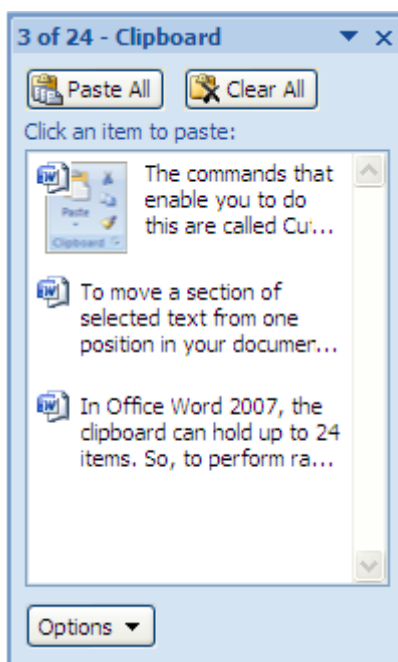 3 of 24 - Clipboard
Paste All
Clear All
Click an item to paste:
Paste
Clipboard
The commands that
enable you to do
this are called Cu...
To move a section of
selected text from one
position in your documen...
In Office Word 2007, the
clipboard can hold up to 24
items. So, to perform ra...
Options